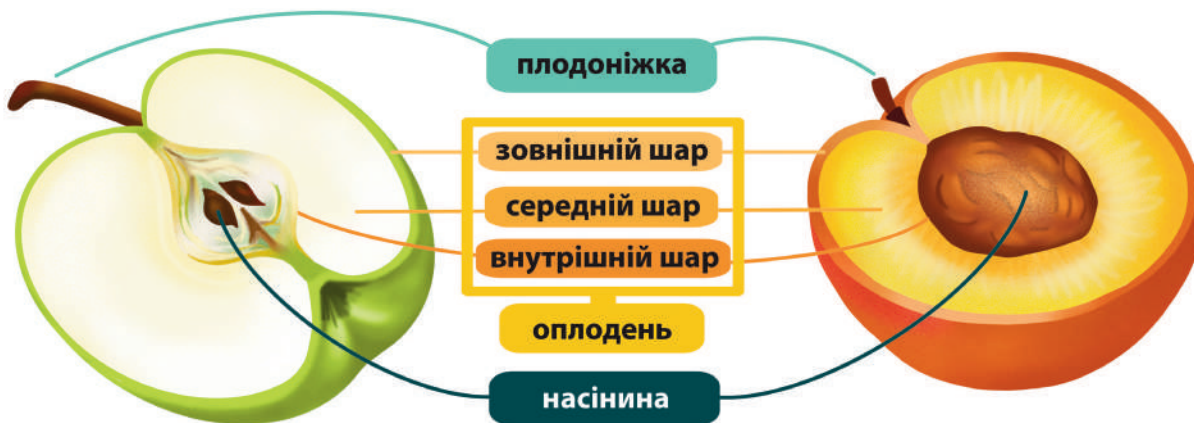 плодоніжка
зовнішній шар
середній шар
внутрішній шар
оплодень
насінина